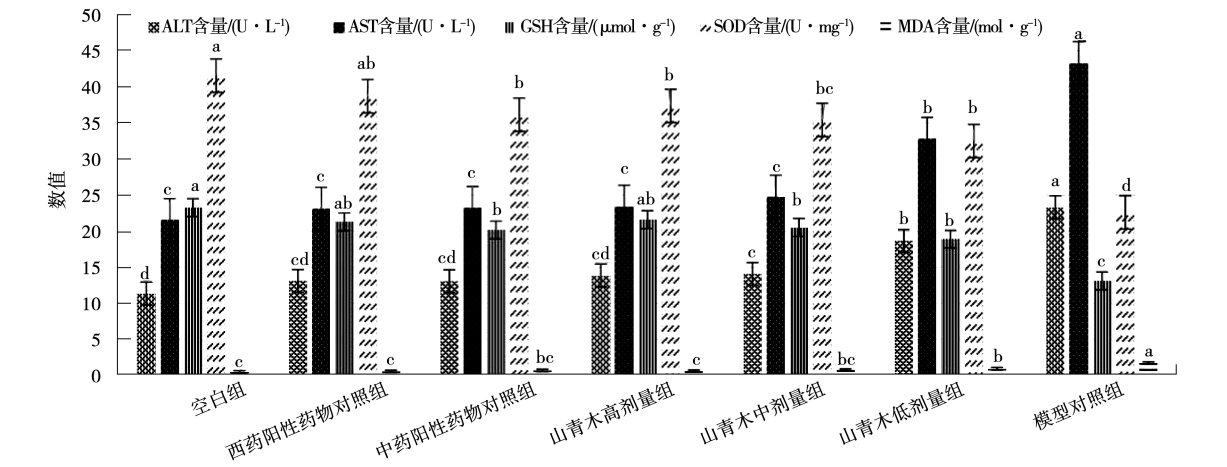 ALT含量/(U·L⁻¹) AST含量/(U·L⁻¹) GSH含量/(μmol·g⁻¹) SOD含量/(U·mg⁻¹) MDA含量/(mol·g⁻¹)
数值
50
45
40
35
30
25
20
15
10
5
0
d c a a c
cd c ab ab c
cd c b b bc
cd c ab b c
c c b bc bc
b b b b b
a a c d a
空白组
西药阳性药物对照组
中药阳性药物对照组
山青木高剂量组
山青木中剂量组
山青木低剂量组
模型对照组